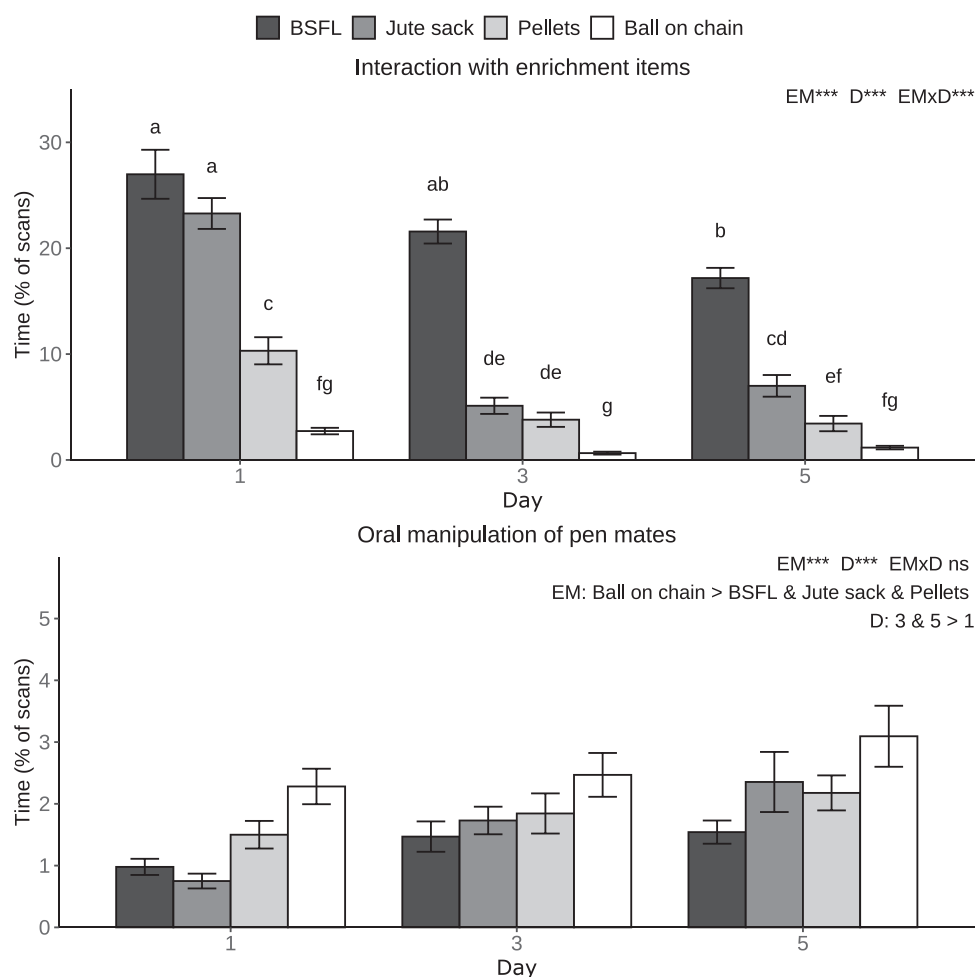 BSFL Jute sack Pellets Ball on chain
Interaction with enrichment items
EM*** D*** EMxD***
Time (% of scans)
30
20
10
0
a
a
c
fg
ab
de
de
g
b
cd
ef
fg
1 3 5
Day
Oral manipulation of pen mates
EM*** D*** EMxD ns
EM: Ball on chain > BSFL & Jute sack & Pellets
D: 3 & 5 > 1
Time (% of scans)
5
4
3
2
1
0
1 3 5
Day